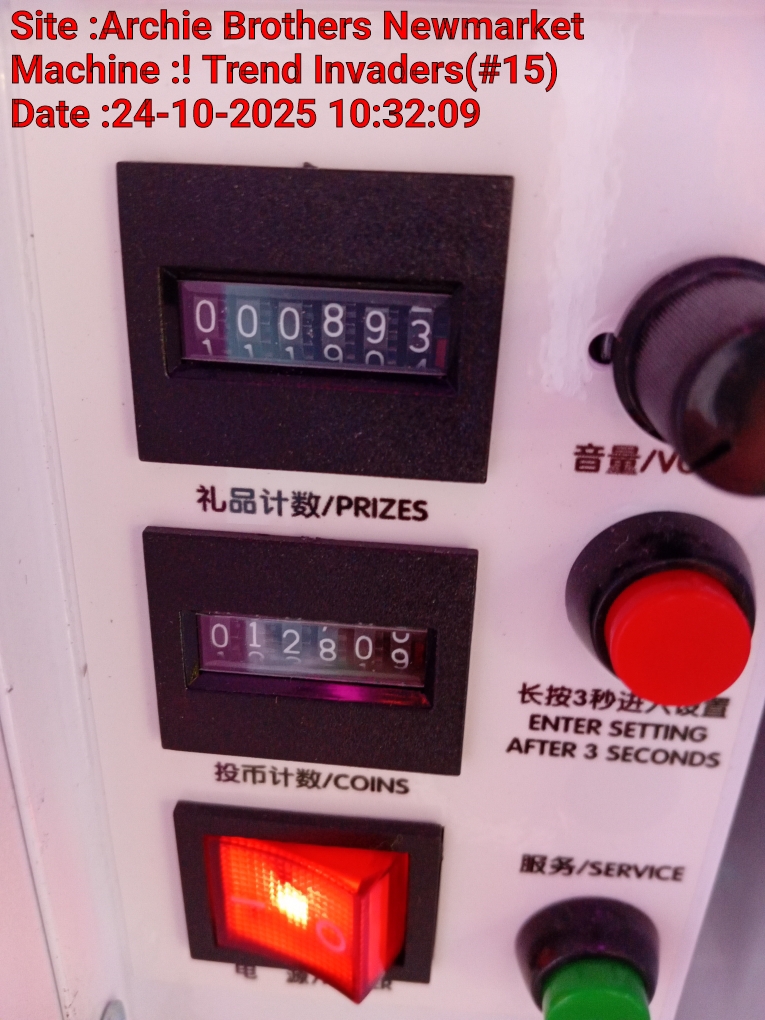 Site :Archie Brothers Newmarket
Machine :! Trend Invaders(#15)
Date :24-10-2025 10:32:09
000893
礼品计数/PRIZES
音量/VO
012809
长按3秒进入设置
ENTER SETTING
AFTER 3 SECONDS
投币计数/COINS
服务/SERVICE
电 源/